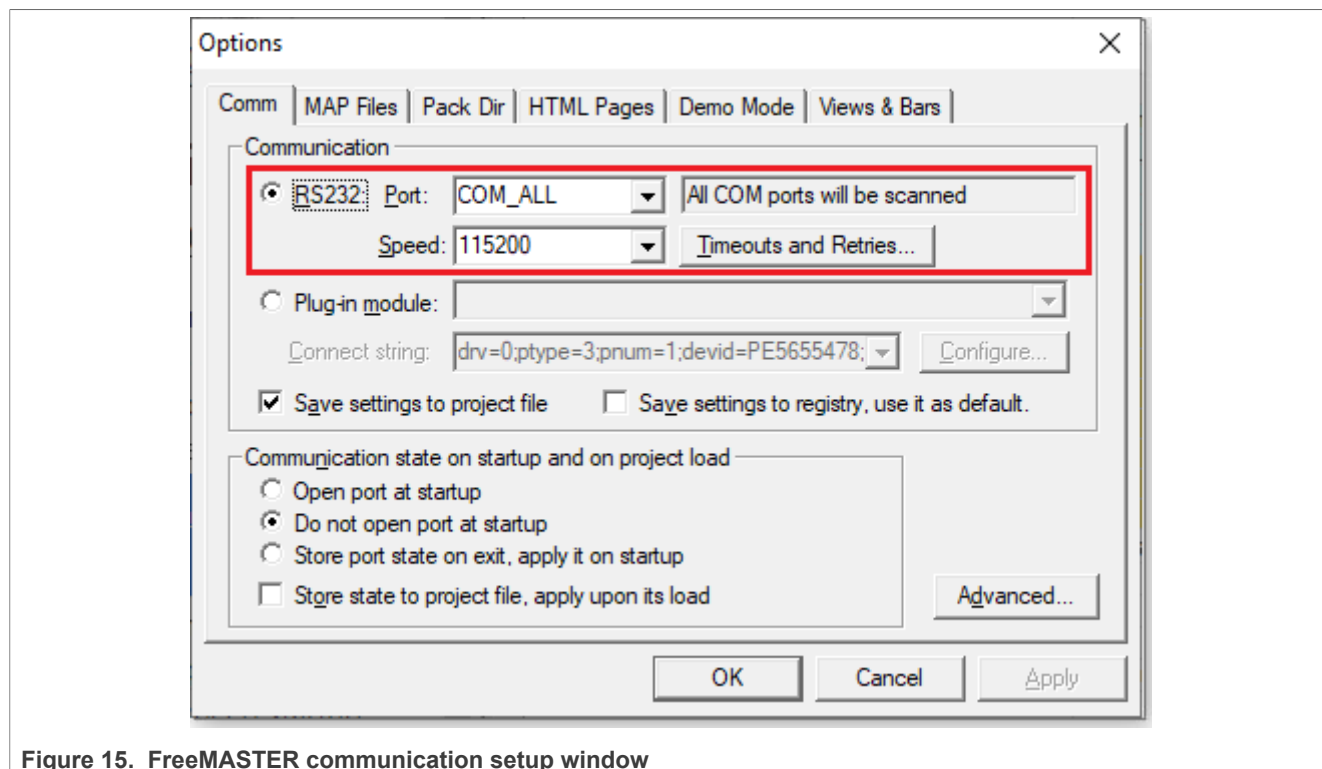 Options
Comm MAP Files Pack Dir HTML Pages Demo Mode Views & Bars
Communication
RS232: Port: COM_ALL All COM ports will be scanned
Speed: 115200 Timeouts and Retries...
Plug-in module:
Connect string: drv=0;ptype=3;pnum=1;devid=PE5655478; Configure...
Save settings to project file Save settings to registry, use it as default.
Communication state on startup and on project load
Open port at startup
Do not open port at startup
Store port state on exit, apply it on startup
Store state to project file, apply upon its load Advanced...
OK Cancel Apply
Figure 15. FreeMASTER communication setup window